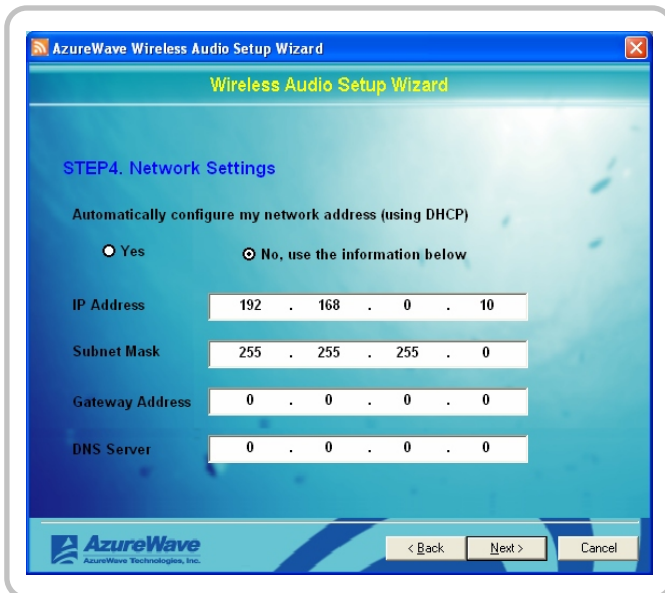 AzureWave Wireless Audio Setup Wizard
Wireless Audio Setup Wizard
STEP4. Network Settings
Automatically configure my network address (using DHCP)
Yes No, use the information below
IP Address 192 . 168 . 0 . 10
Subnet Mask 255 . 255 . 255 . 0
Gateway Address 0 . 0 . 0 . 0
DNS Server 0 . 0 . 0 . 0
AzureWave
AzureWave Technologies, Inc.
< Back Next > Cancel